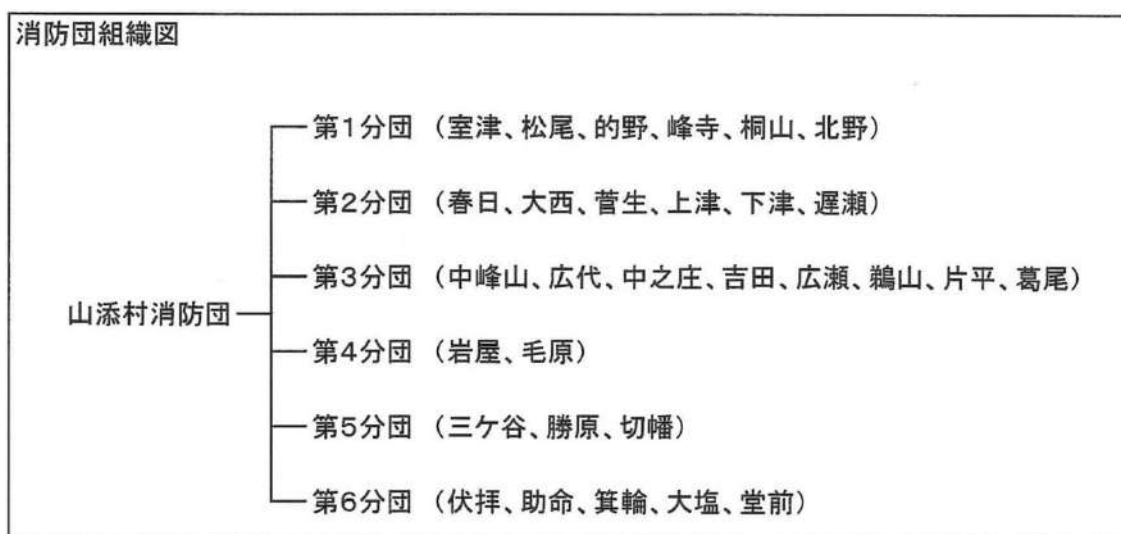 消防団組織図
第1分団 （室津、松尾、的野、峰寺、桐山、北野）
第2分団 （春日、大西、菅生、上津、下津、遅瀬）
第3分団 （中峰山、広代、中之庄、吉田、広瀬、鵜山、片平、葛尾）
山添村消防団
第4分団 （岩屋、毛原）
第5分団 （三ケ谷、勝原、切幡）
第6分団 （伏拝、助命、箕輪、大塩、堂前）